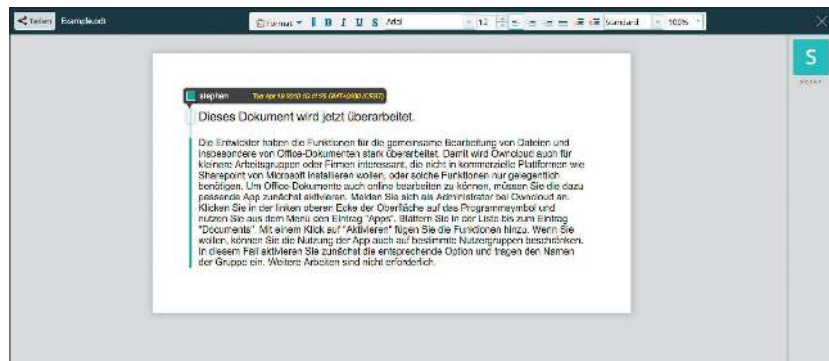 Teilen Example.odt Format B I U S Arial 12 Standard 100%
S
stephen
Dieses Dokument wird jetzt überarbeitet.
Die Entwickler haben die Funktionen für die gemeinsame Bearbeitung von Dateien und
insbesondere von Office-Dokumenten stark überarbeitet. Damit wird Owncloud auch für
kleinere Arbeitsgruppen oder Firmen interessant, die nicht in kommerzielle Plattformen wie
Sharepoint von Microsoft installieren wollen, oder solche Funktionen nur gelegentlich
benötigen. Um Office-Dokumente auch online bearbeiten zu können, müssen Sie die dazu
passende App zunächst aktivieren. Melden Sie sich als Administrator bei Owncloud an.
Klicken Sie in der linken oberen Ecke der Oberfläche auf das Programmsymbol und
nutzen Sie aus dem Menü den Eintrag "Apps". Blättern Sie in der Liste bis zum Eintrag
"Documents". Mit einem Klick auf "Aktivieren" fügen Sie die Funktionen hinzu. Wenn Sie
wollen, können Sie die Nutzung der App auch auf bestimmte Nutzergruppen beschränken.
In diesem Fall aktivieren Sie zunächst die entsprechende Option und tragen den Namen
der Gruppe ein. Weitere Arbeiten sind nicht erforderlich.